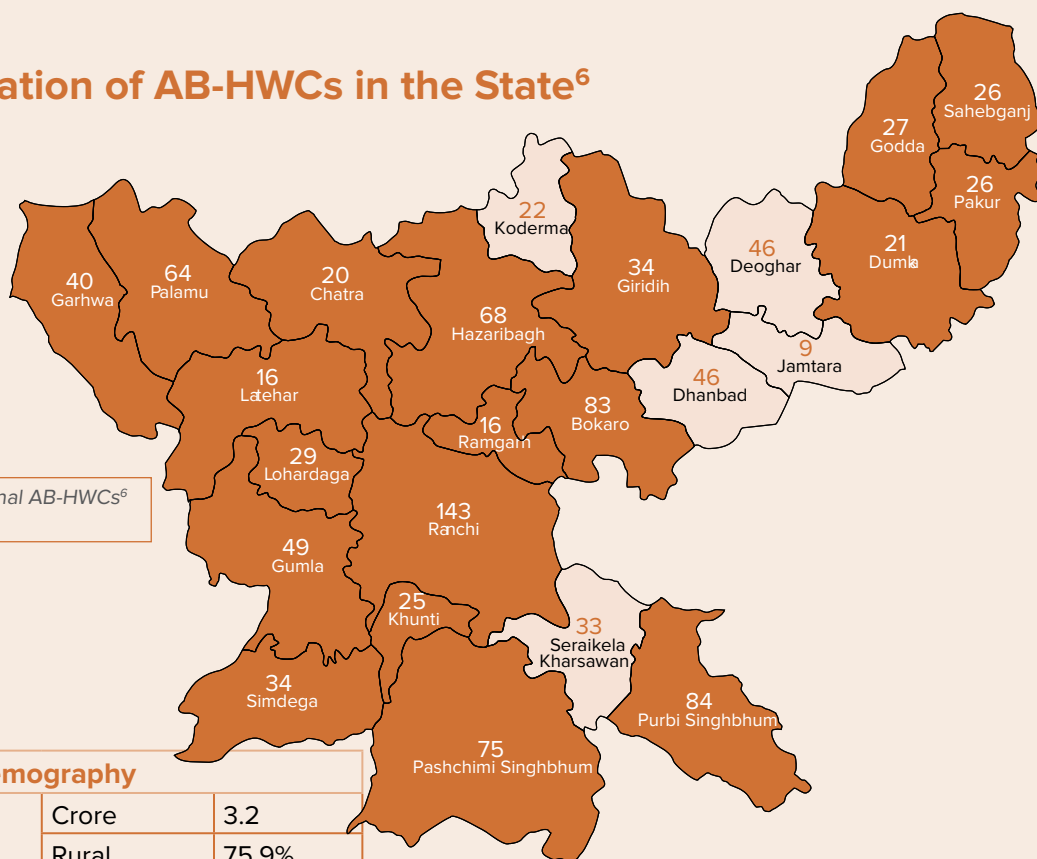 ation of AB-HWCs in the State⁶
26
Sahebganj
27
Godda
26
Pakur
22
Koderma
46
Deoghar
21
Dumka
40
Garhwa
64
Palamu
20
Chatra
34
Giridih
68
Hazaribagh
9
Jamtara
16
Latehar
46
Dhanbad
83
Bokaro
16
Ramgarh
29
Lohardaga
nal AB-HWCs⁶
143
Ranchi
49
Gumla
25
Khunti
33
Seraikela
Kharsawan
34
Simdega
84
Purbi Singhbhum
75
Pashchimi Singhbhum
mography
Crore 3.2
Rural 75.9%